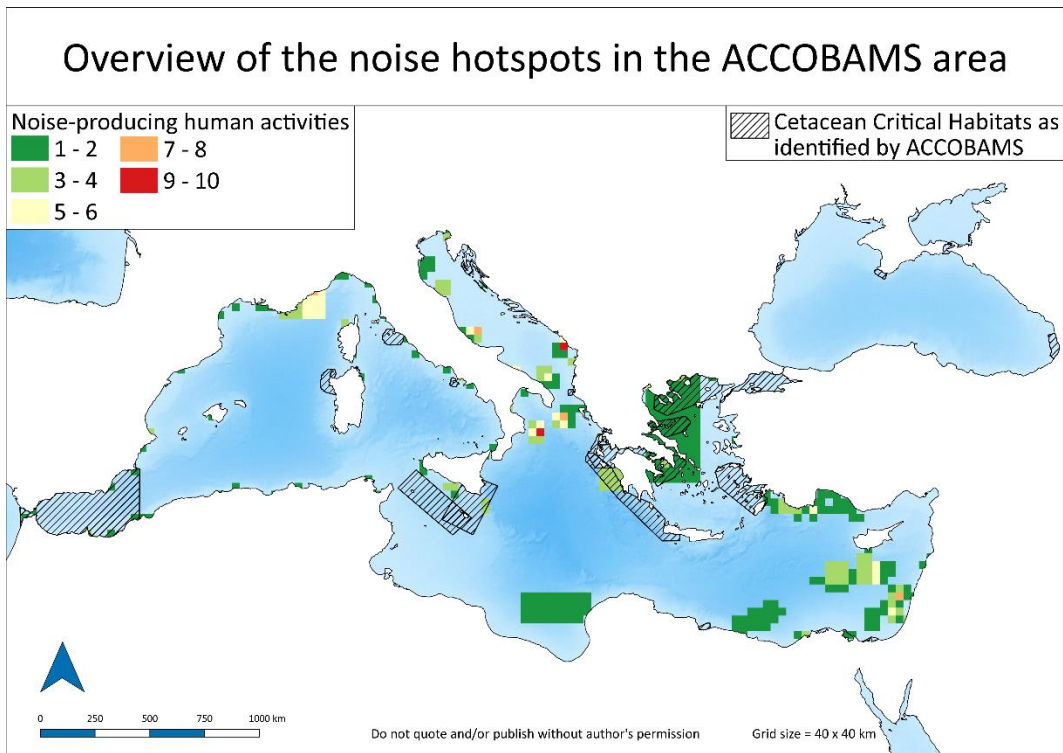 Overview of the noise hotspots in the ACCOBAMS area
Noise-producing human activities
1 - 2
7 - 8
3 - 4
9 - 10
5 - 6
Cetacean Critical Habitats as
identified by ACCOBAMS
0 250 500 750 1000 km
Do not quote and/or publish without author's permission
Grid size = 40 x 40 km